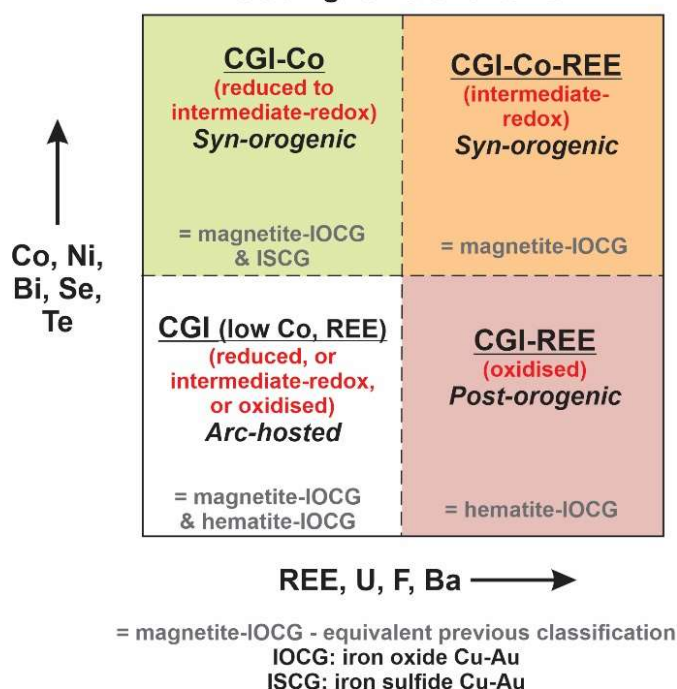 CGI-Co
(reduced to
intermediate-redox)
Syn-orogenic
= magnetite-IOCG
& ISCG
CGI-Co-REE
(intermediate-
redox)
Syn-orogenic
= magnetite-IOCG
Co, Ni,
Bi, Se,
Te
CGI (low Co, REE)
(reduced, or
intermediate-redox,
or oxidised)
Arc-hosted
= magnetite-IOCG
& hematite-IOCG
CGI-REE
(oxidised)
Post-orogenic
= hematite-IOCG
REE, U, F, Ba
= magnetite-IOCG - equivalent previous classification
IOCG: iron oxide Cu-Au
ISCG: iron sulfide Cu-Au